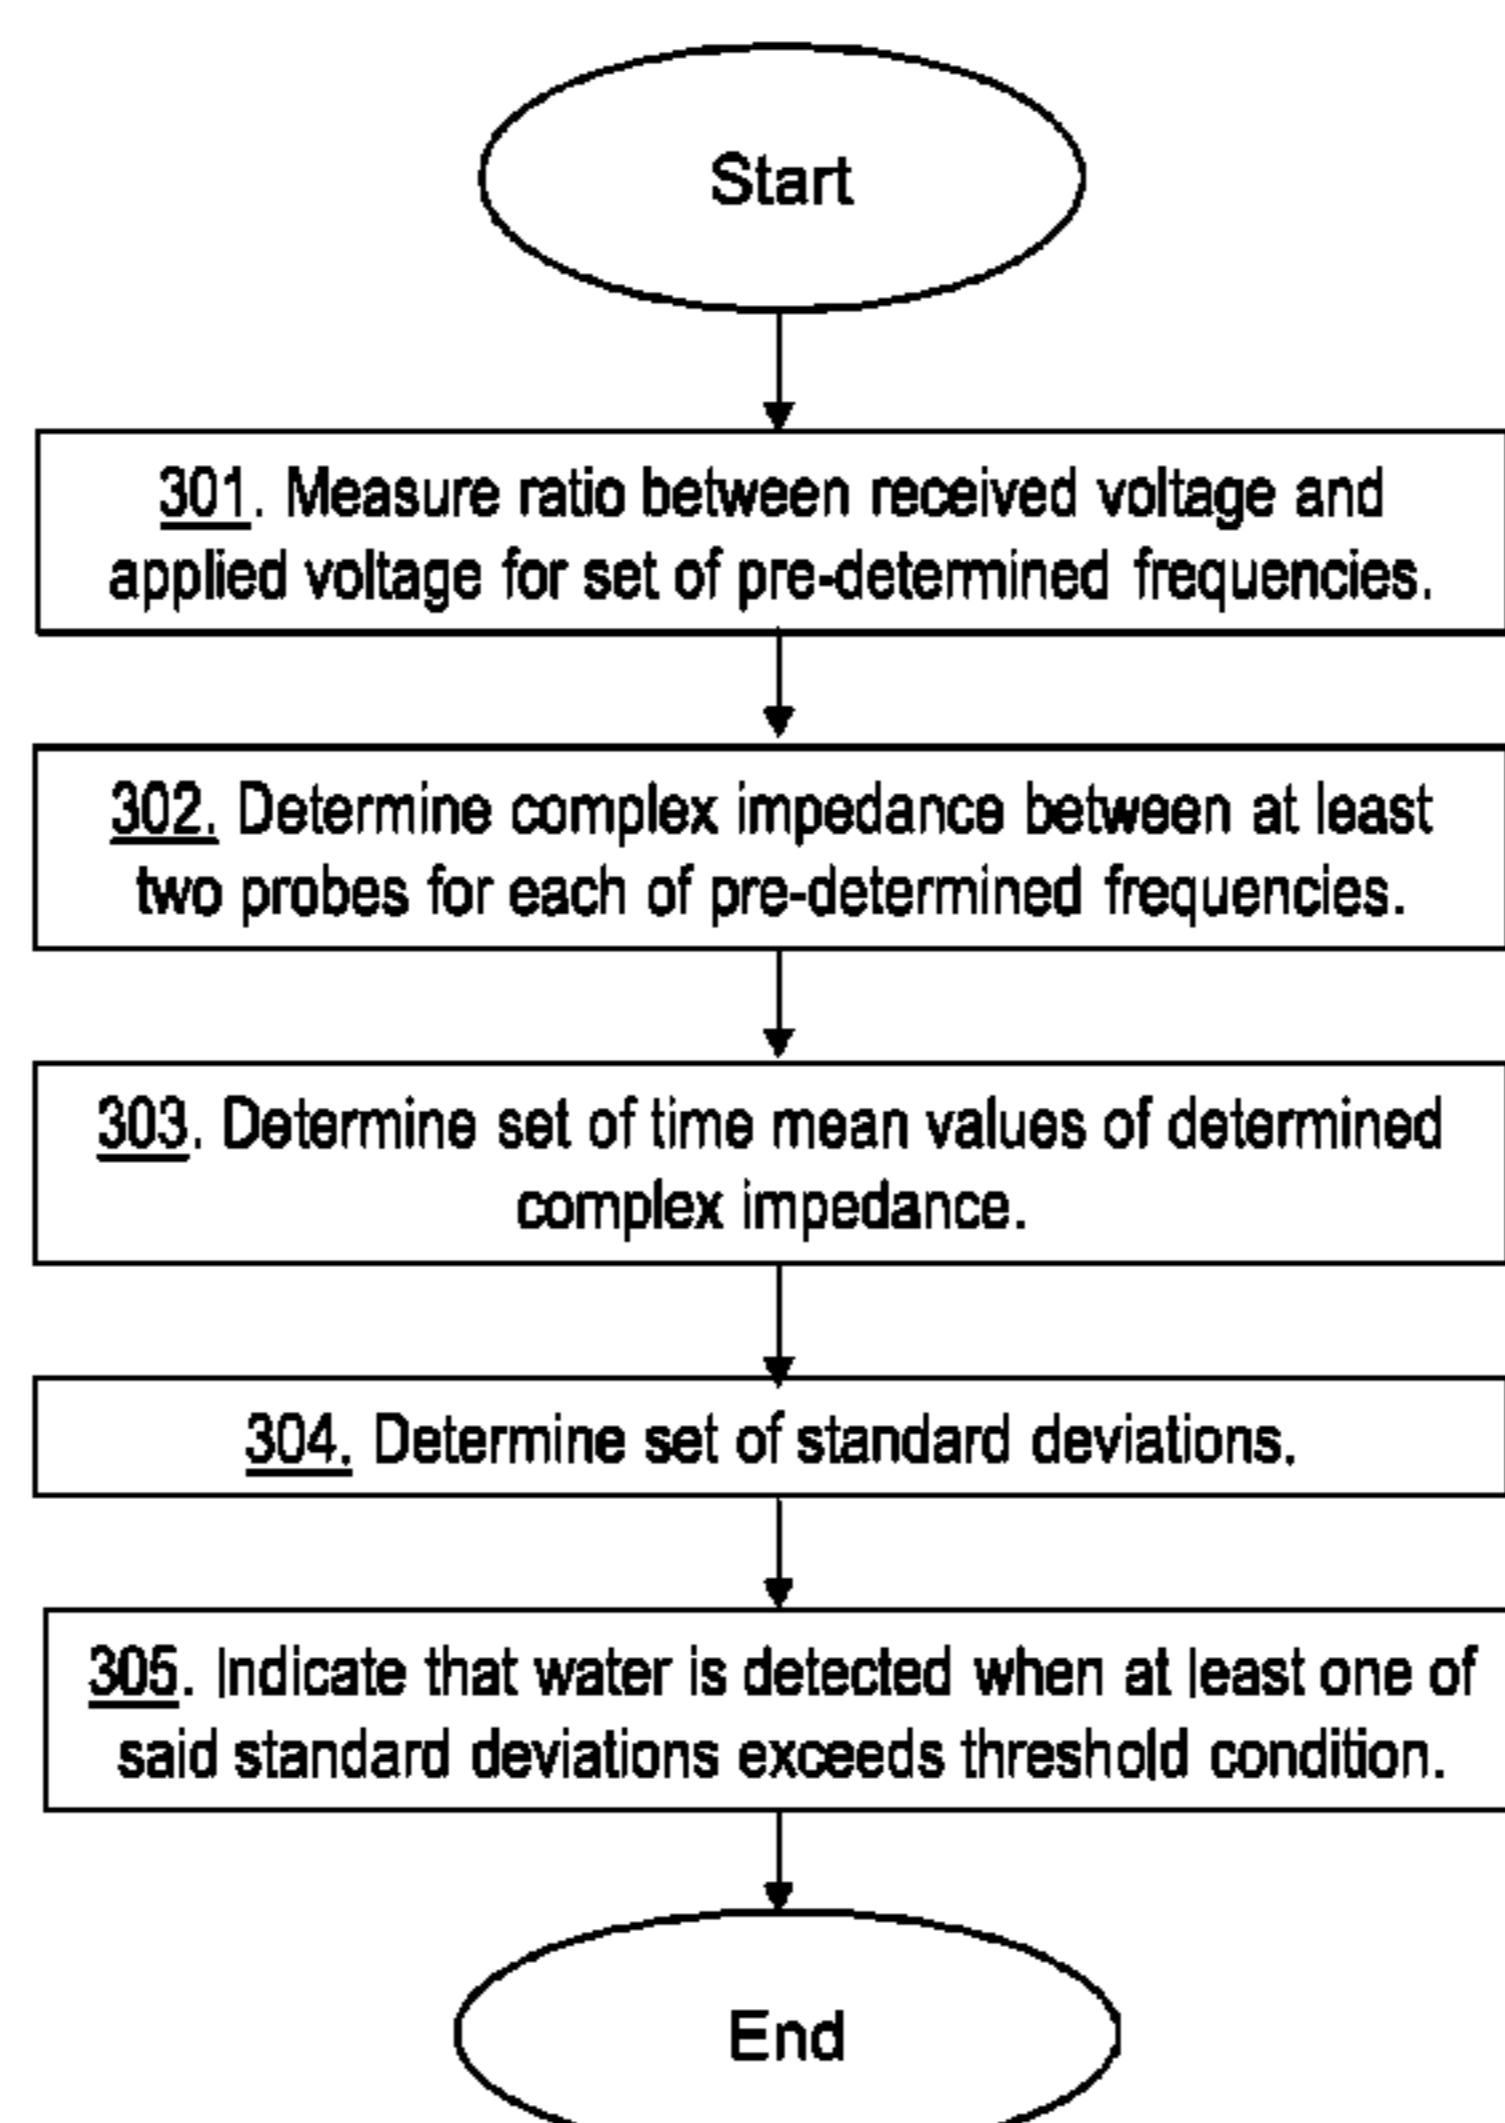 Start
301. Measure ratio between received voltage and
applied voltage for set of pre-determined frequencies.
302. Determine complex impedance between at least
two probes for each of pre-determined frequencies.
303. Determine set of time mean values of determined
complex impedance.
304. Determine set of standard deviations.
305. Indicate that water is detected when at least one of
said standard deviations exceeds threshold condition.
End